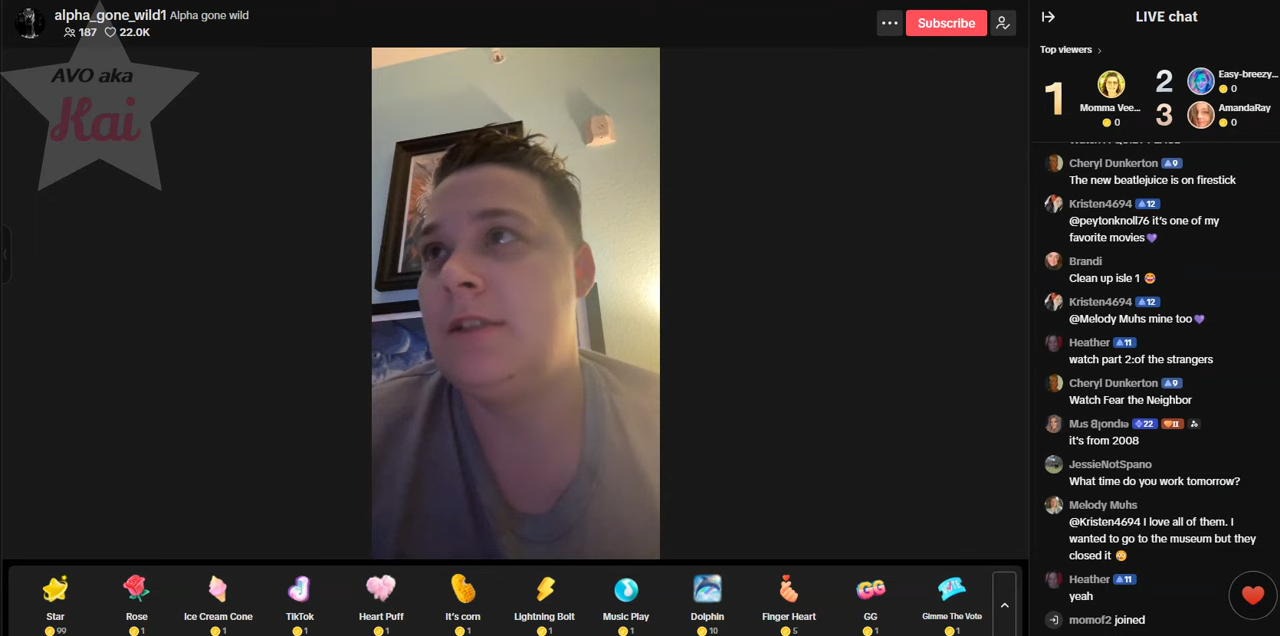 alpha_gone_wild1 Alpha gone wild
187 22.0K
Subscribe
AVO aka
Kai
LIVE chat
Top viewers
1
Momma Vee...
0
2
Easy-breezy...
0
3
AmandaRay
0
Cheryl Dunkerton 9
The new beatlejuice is on firestick
Kristen4694 12
@peytonknoll76 it's one of my
favorite movies💜
Brandi
Clean up isle 1 😂
Kristen4694 12
@Melody Muhs mine too💜
Heather 11
watch part 2:of the strangers
Cheryl Dunkerton 9
Watch Fear the Neighbor
22 II
it's from 2008
JessieNotSpano
What time do you work tomorrow?
Melody Muhs
@Kristen4694 I love all of them. I
wanted to go to the museum but they
closed it 😳
Heather 11
yeah
momof2 joined
Star
99
Rose
1
Ice Cream Cone
1
TikTok
1
Heart Puff
1
It's corn
1
Lightning Bolt
1
Music Play
1
Dolphin
10
Finger Heart
5
GG
1
Gimme The Vote
1